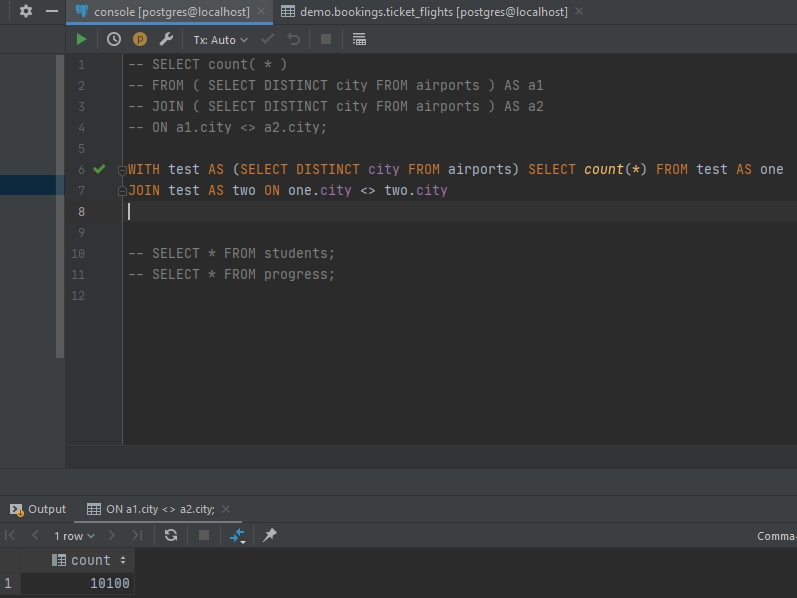 console [postgres@localhost]
demo.bookings.ticket_flights [postgres@localhost]
Tx: Auto
1 -- SELECT count( * )
2 -- FROM ( SELECT DISTINCT city FROM airports ) AS a1
3 -- JOIN ( SELECT DISTINCT city FROM airports ) AS a2
4 -- ON a1.city <> a2.city;
5
6 WITH test AS (SELECT DISTINCT city FROM airports) SELECT count(*) FROM test AS one
7 JOIN test AS two ON one.city <> two.city
8
9
10 -- SELECT * FROM students;
11 -- SELECT * FROM progress;
12
Output
ON a1.city <> a2.city;
1 row
Comma-
count
1 10100